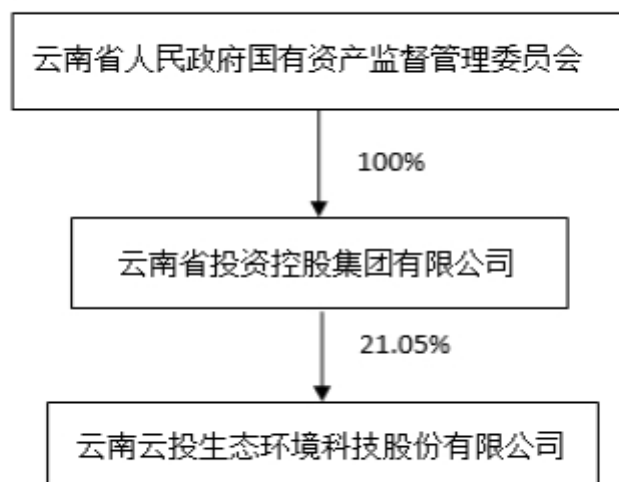 云南省人民政府国有资产监督管理委员会
100%
云南省投资控股集团有限公司
21.05%
云南云投生态环境科技股份有限公司